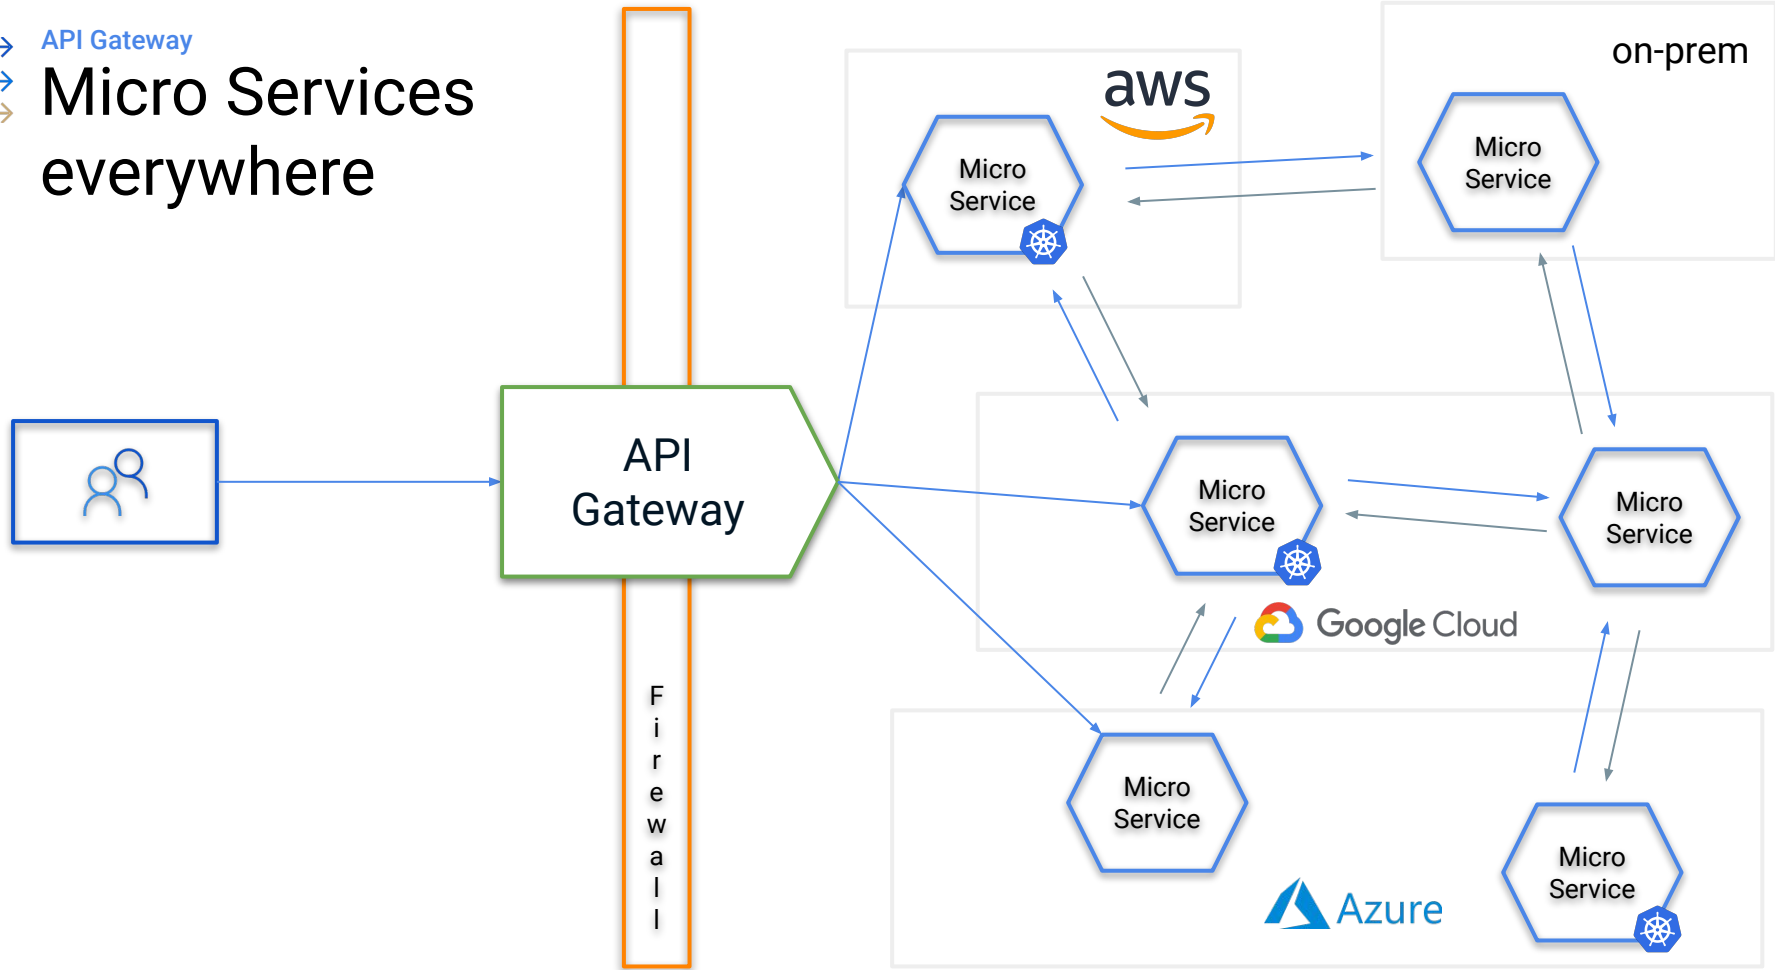 API Gateway
Micro Services
everywhere
aws
on-prem
Micro
Service
Micro
Service
API
Gateway
Micro
Service
Micro
Service
Google Cloud
Firewall
Micro
Service
Micro
Service
Azure